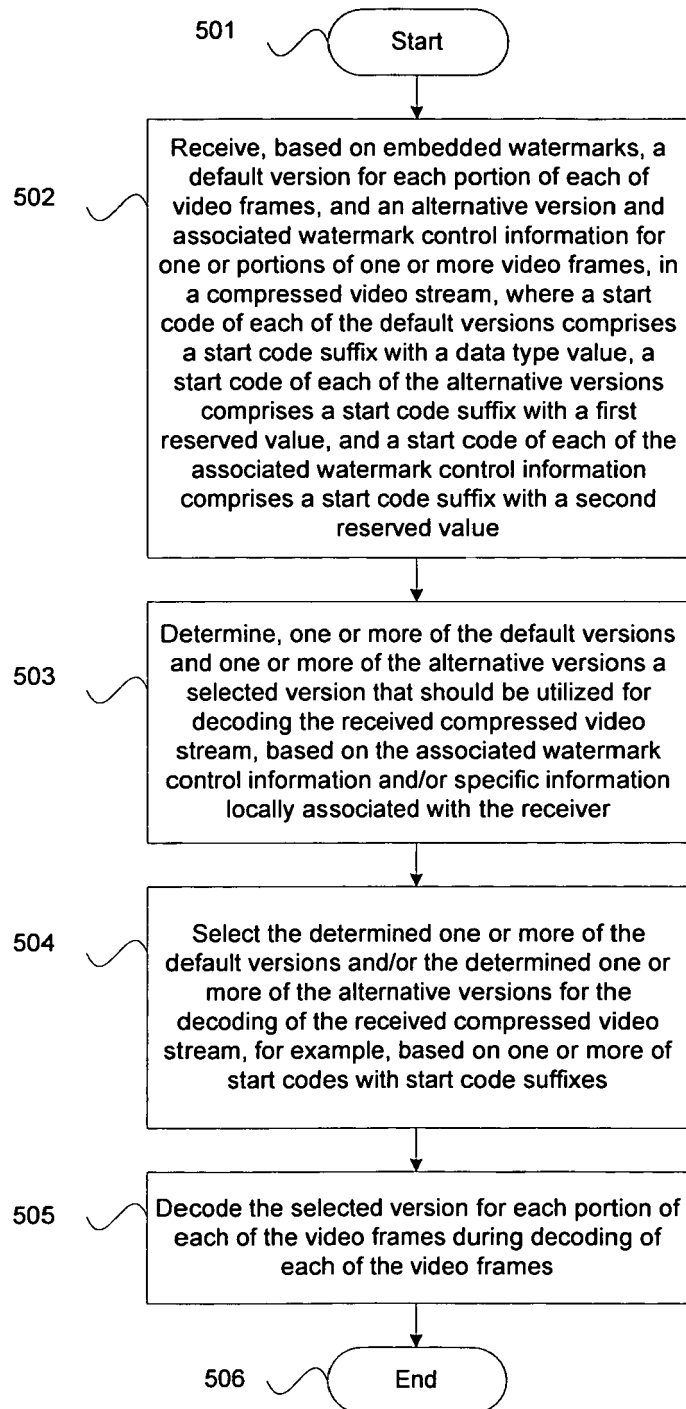 501
Start
502
Receive, based on embedded watermarks, a
default version for each portion of each of
video frames, and an alternative version and
associated watermark control information for
one or portions of one or more video frames, in
a compressed video stream, where a start
code of each of the default versions comprises
a start code suffix with a data type value, a
start code of each of the alternative versions
comprises a start code suffix with a first
reserved value, and a start code of each of the
associated watermark control information
comprises a start code suffix with a second
reserved value
503
Determine, one or more of the default versions
and one or more of the alternative versions a
selected version that should be utilized for
decoding the received compressed video
stream, based on the associated watermark
control information and/or specific information
locally associated with the receiver
504
Select the determined one or more of the
default versions and/or the determined one or
more of the alternative versions for the
decoding of the received compressed video
stream, for example, based on one or more of
start codes with start code suffixes
505
Decode the selected version for each portion of
each of the video frames during decoding of
each of the video frames
506
End